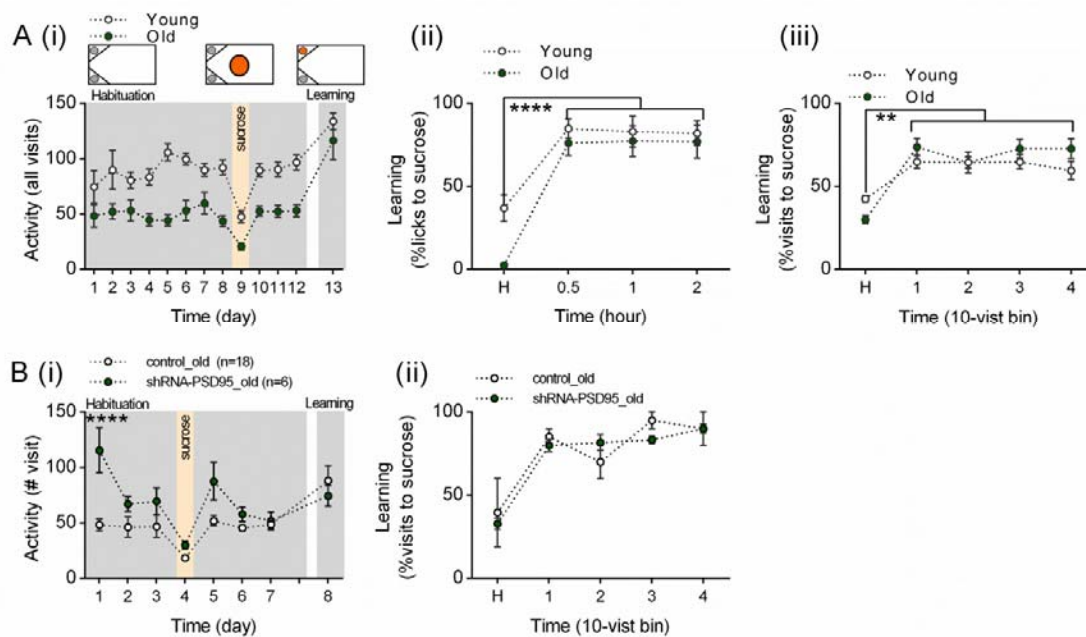 A (i)
Young
Old
Habituation
Learning
sucrose
Activity (all visits)
150
100
50
0
1 2 3 4 5 6 7 8 9 10 11 12 13
Time (day)
(ii)
Young
Old
****
Learning
(%licks to sucrose)
100
50
0
H 0.5 1 2
Time (hour)
(iii)
Young
Old
**
Learning
(%visits to sucrose)
100
50
0
H 1 2 3 4
Time (10-vist bin)
B (i)
control_old (n=18)
shRNA-PSD95_old (n=6)
Habituation
Learning
****
sucrose
Activity (# visit)
150
100
50
0
1 2 3 4 5 6 7 8
Time (day)
(ii)
control_old
shRNA-PSD95_old
Learning
(%visits to sucrose)
100
50
0
H 1 2 3 4
Time (10-vist bin)